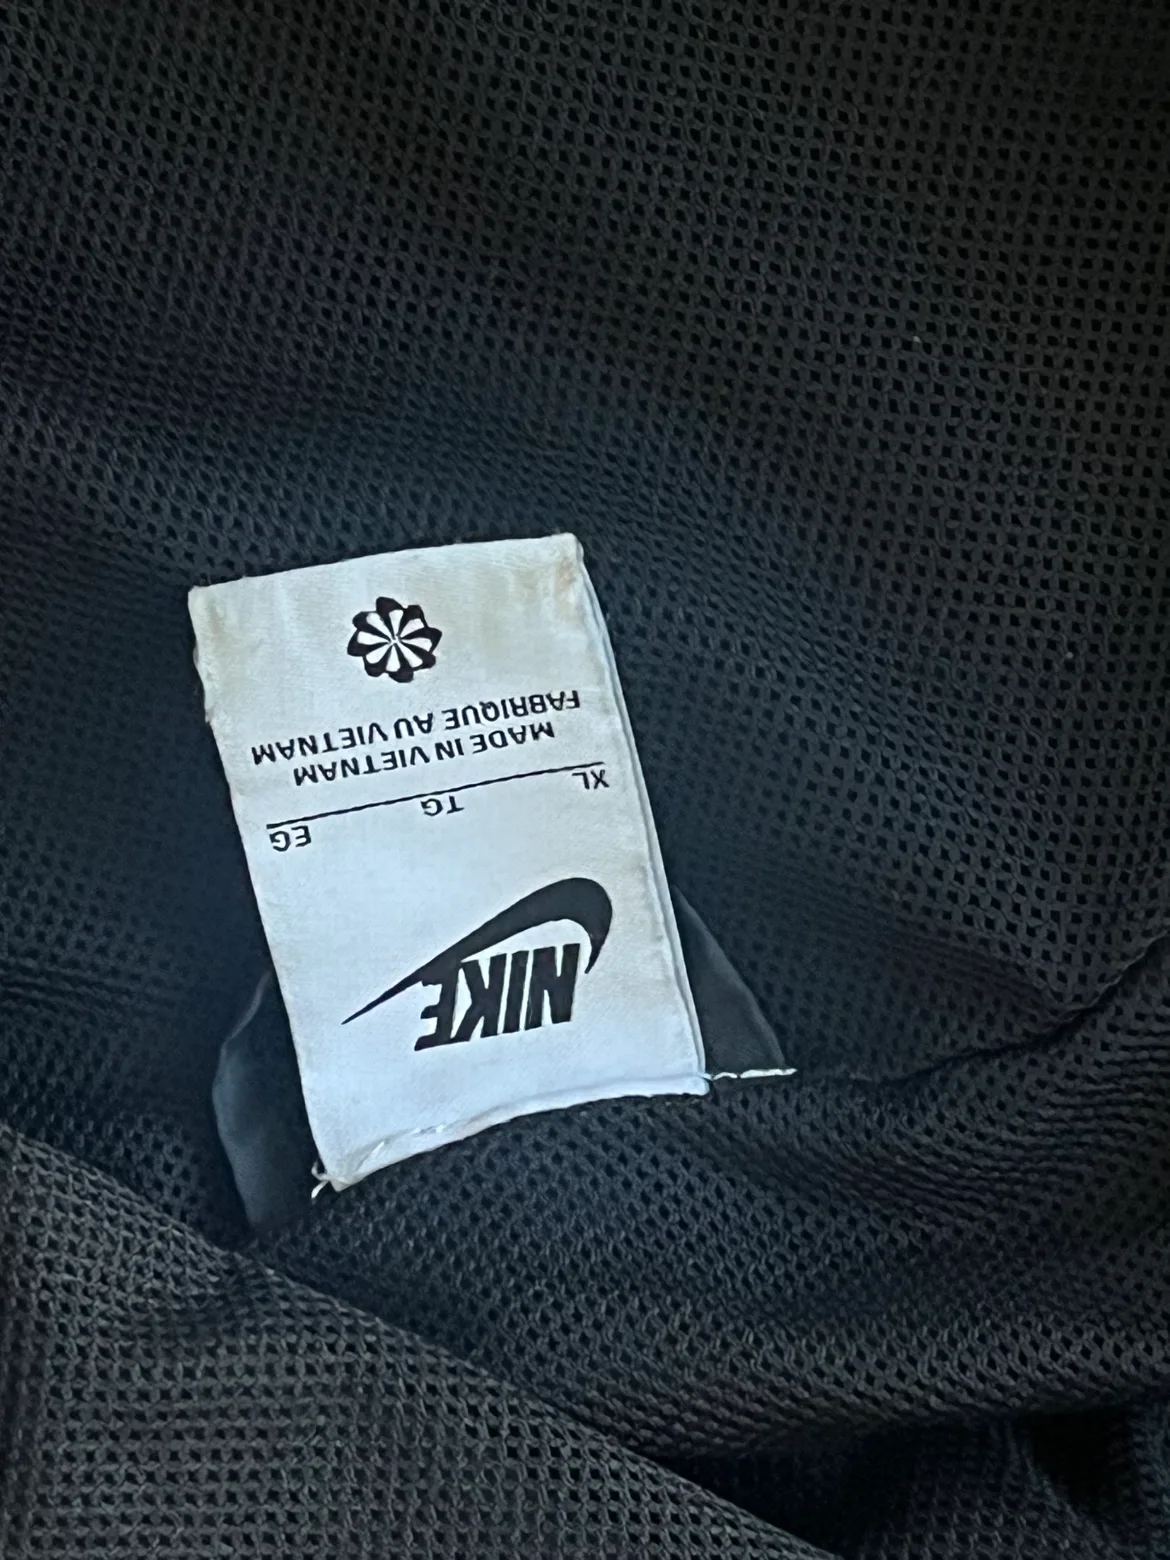 NIKE
XL TG EG
MADE IN VIETNAM
FABRIQUE AU VIETNAM